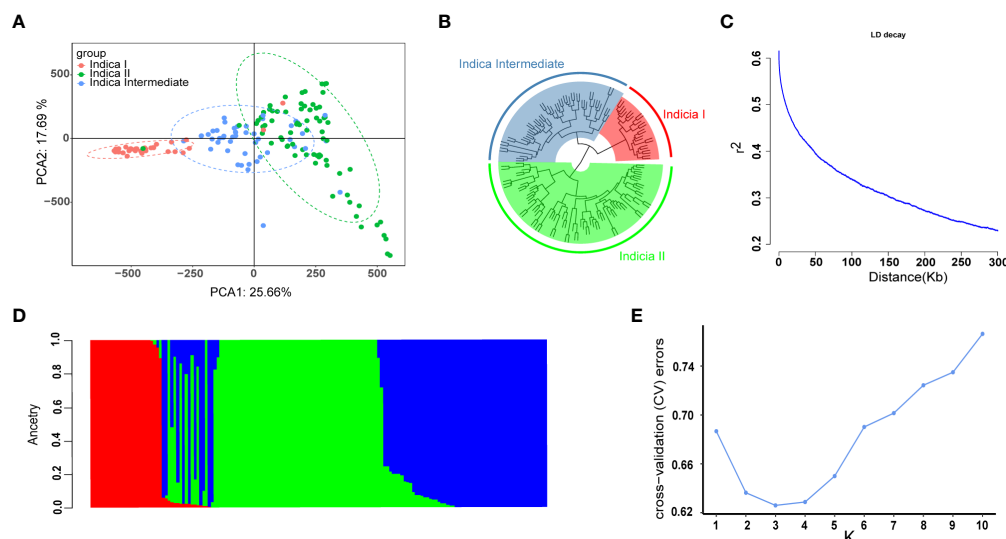 A
group
Indica I
Indica II
Indica Intermediate
500
0
−500
PCA2: 17.69 %
−500
−250
0
250
500
PCA1: 25.66%
B
Indica Intermediate
Indicia I
Indicia II
C
LD decay
0.6
0.5
0.4
0.3
0.2
r2
0
50
100
150
200
250
300
Distance(Kb)
D
1.0
0.8
0.6
0.4
0.2
0.0
Ancetry
E
0.74
0.70
0.66
0.62
cross−validation (CV) errors
1
2
3
4
5
6
7
8
9
10
K